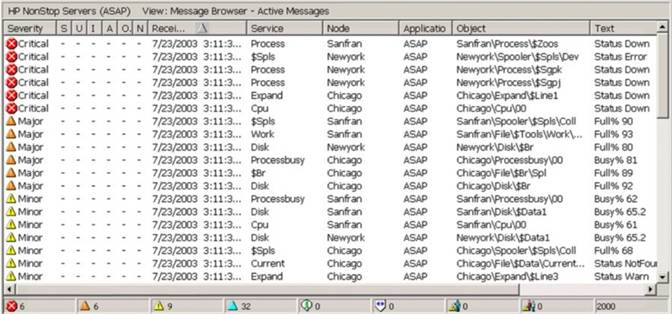 HP NonStop Servers (ASAP) View: Message Browser - Active Messages
Severity S U I A O. N Recei... Service Node Applicatio Object Text
Critical - - - - - - 7/23/2003 3:11:3... Process Sanfran ASAP Sanfran\Process\$Zoos Status Down
Critical - - - - - - 7/23/2003 3:11:3... $Spls Newyork ASAP Newyork\Spooler\$Spls\Dev Status Error
Critical - - - - - - 7/23/2003 3:11:3... Process Newyork ASAP Newyork\Process\$Sgpk Status Down
Critical - - - - - - 7/23/2003 3:11:3... Process Newyork ASAP Newyork\Process\$Sgpj Status Down
Critical - - - - - - 7/23/2003 3:11:3... Expand Chicago ASAP Chicago\Expand\$Line1 Status Down
Critical - - - - - - 7/23/2003 3:11:3... Cpu Chicago ASAP Chicago\Cpu\00 Status Down
Major - - - - - - 7/23/2003 3:11:3... $Spls Sanfran ASAP Sanfran\Spooler\$Spls\Coll Full% 90
Major - - - - - - 7/23/2003 3:11:3... Work Sanfran ASAP Sanfran\File\$Tools\Work\... Full% 93
Major - - - - - - 7/23/2003 3:11:3... Disk Newyork ASAP Newyork\Disk\$Br Full% 80
Major - - - - - - 7/23/2003 3:11:3... Processbusy Chicago ASAP Chicago\Processbusy\00 Busy% 81
Major - - - - - - 7/23/2003 3:11:3... $Br Chicago ASAP Chicago\File\$Br\Spl Full% 89
Major - - - - - - 7/23/2003 3:11:3... Disk Chicago ASAP Chicago\Disk\$Br Full% 92
Minor - - - - - - 7/23/2003 3:11:3... Processbusy Sanfran ASAP Sanfran\Processbusy\01 Busy% 62
Minor - - - - - - 7/23/2003 3:11:3... Disk Sanfran ASAP Sanfran\Disk\$Data1 Busy% 65.2
Minor - - - - - - 7/23/2003 3:11:3... Cpu Sanfran ASAP Sanfran\Cpu\01 Busy% 61
Minor - - - - - - 7/23/2003 3:11:3... Disk Newyork ASAP Newyork\Disk\$Data1 Busy% 65.2
Minor - - - - - - 7/23/2003 3:11:3... $Spls Chicago ASAP Chicago\Spooler\$Spls\Coll Full% 68
Minor - - - - - - 7/23/2003 3:11:3... Current Chicago ASAP Chicago\File\$Data\Current... Status NotFou
Minor - - - - - - 7/23/2003 3:11:3... Expand Chicago ASAP Chicago\Expand\$Line3 Status Warn
6 6 9 32 0 0 0 0 2000